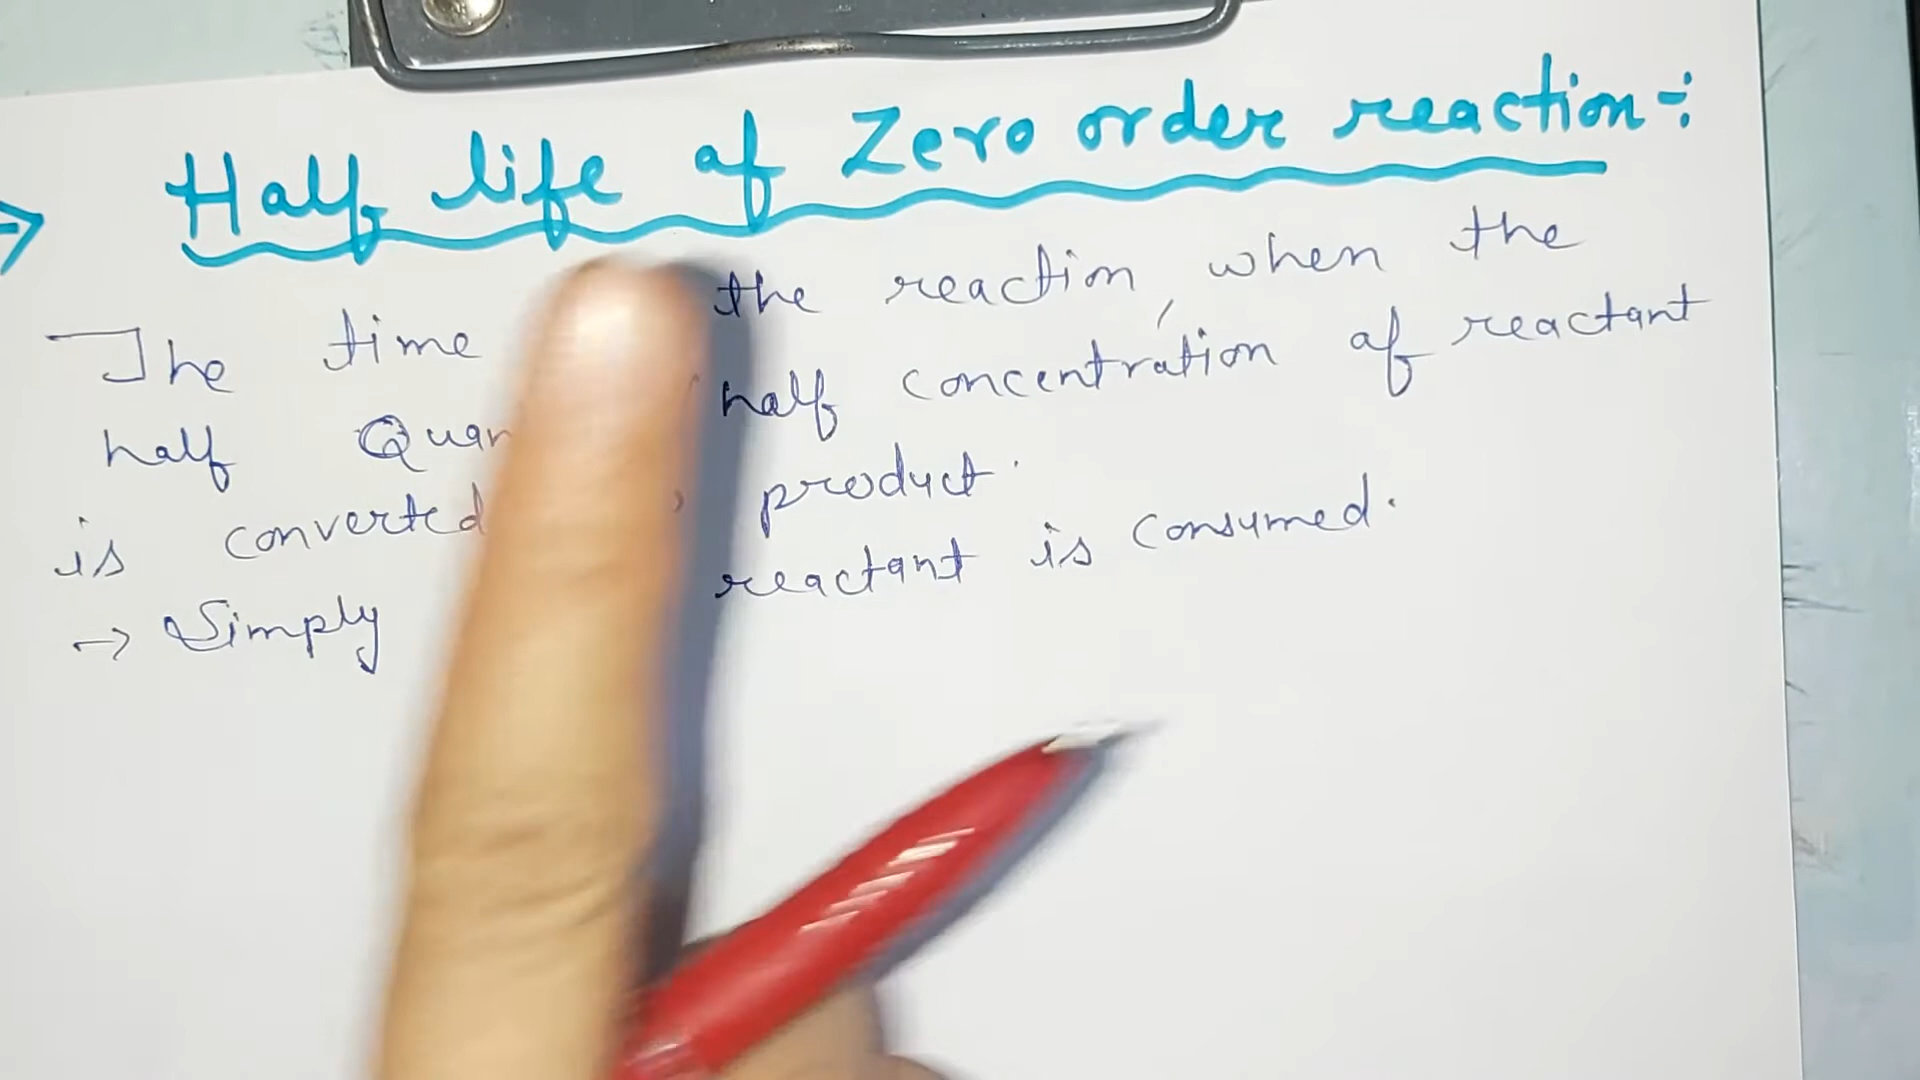 Half life of Zero order reaction:
The time the reaction, when the
half half concentration of reactant
is converted product.
→ Simply reactant is consumed.